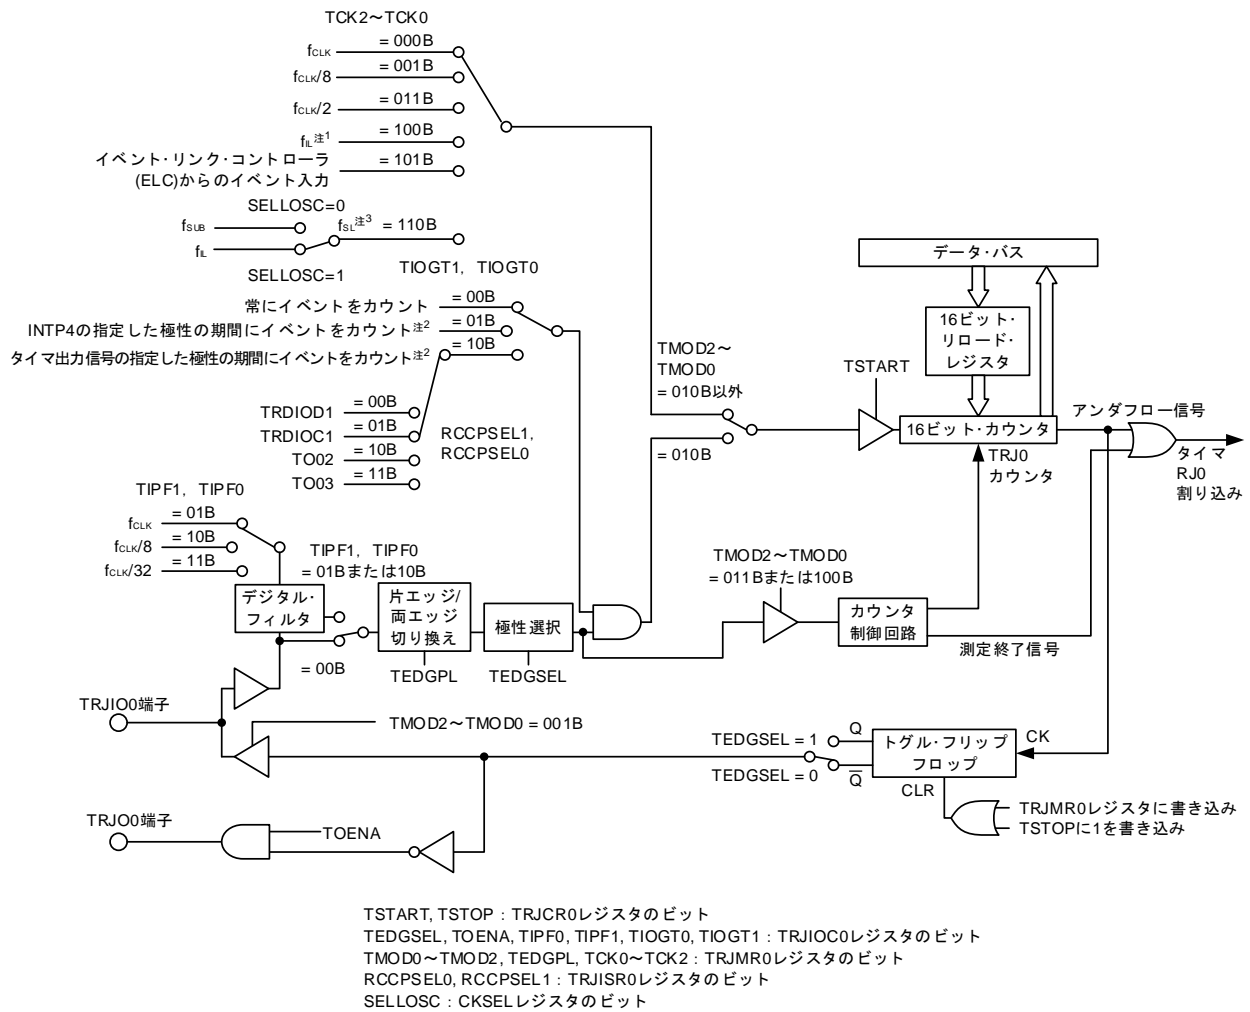 TCK2～TCK0
fCLK = 000B
fCLK/8 = 001B
fCLK/2 = 011B
fIL注1 = 100B
イベント・リンク・コントローラ
(ELC)からのイベント入力
= 101B
SELLOSC=0
fSUB
fSL注3 = 110B
fIL
SELLOSC=1
TIOGT1, TIOGT0
常にイベントをカウント = 00B
INTP4の指定した極性の期間にイベントをカウント注2 = 01B
タイマ出力信号の指定した極性の期間にイベントをカウント注2 = 10B
TRDIOD1 = 00B
TRDIOC1 = 01B
TO02 = 10B
TO03 = 11B
RCCPSEL1,
RCCPSEL0
TMOD2～
TMOD0
= 010B以外
= 010B
TSTART
データ・バス
16ビット・
リロード・
レジスタ
16ビット・カウンタ
TRJ0
カウンタ
アンダフロー信号
タイマ
RJ0
割り込み
TIPF1, TIPF0
fCLK = 01B
fCLK/8 = 10B
fCLK/32 = 11B
デジタル・
フィルタ
TIPF1, TIPF0
= 01Bまたは10B
= 00B
片エッジ/
両エッジ
切り換え
TEDGPL
極性選択
TEDGSEL
TMOD2～TMOD0
= 011Bまたは100B
カウンタ
制御回路
測定終了信号
TRJIO0端子
TMOD2～TMOD0 = 001B
TEDGSEL = 1
TEDGSEL = 0
Q
Q
トグル・フリップ
フロップ
CK
CLR
TRJMR0レジスタに書き込み
TSTOPに1を書き込み
TRJO0端子
TOENA
TSTART, TSTOP : TRJCR0レジスタのビット
TEDGSEL, TOENA, TIPF0, TIPF1, TIOGT0, TIOGT1 : TRJIOC0レジスタのビット
TMOD0～TMOD2, TEDGPL, TCK0～TCK2 : TRJMR0レジスタのビット
RCCPSEL0, RCCPSEL1 : TRJISR0レジスタのビット
SELLOSC : CKSELレジスタのビット